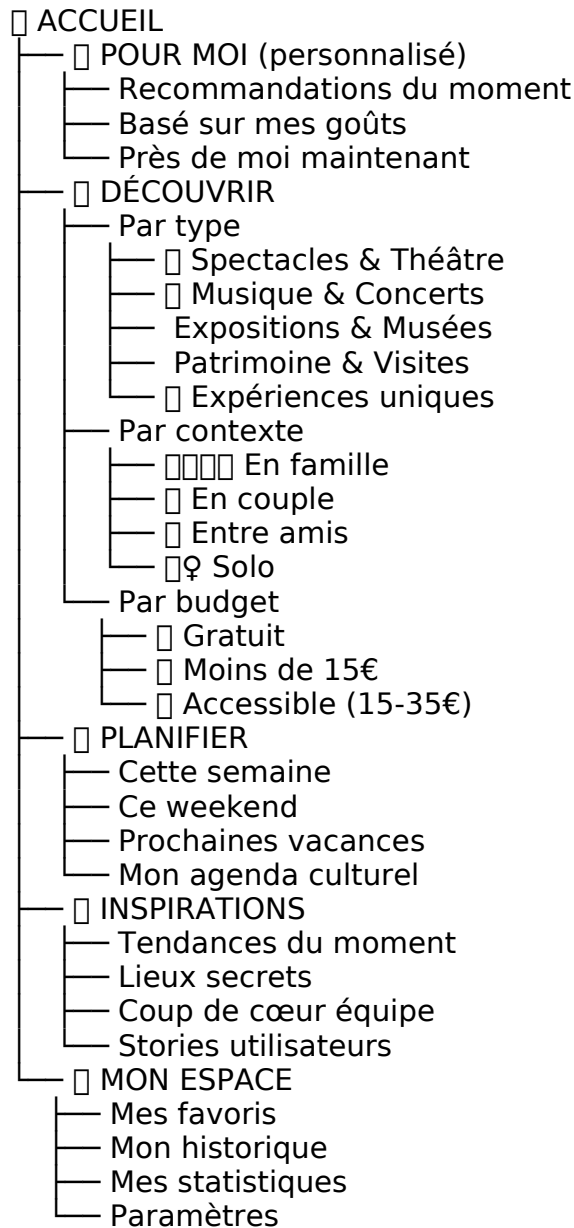 ACCUEIL
POUR MOI (personnalisé)
Recommandations du moment
Basé sur mes goûts
Près de moi maintenant
DÉCOUVRIR
Par type
Spectacles & Théâtre
Musique & Concerts
Expositions & Musées
Patrimoine & Visites
Expériences uniques
Par contexte
En famille
En couple
Entre amis
♀ Solo
Par budget
Gratuit
Moins de 15€
Accessible (15-35€)
PLANIFIER
Cette semaine
Ce weekend
Prochaines vacances
Mon agenda culturel
INSPIRATIONS
Tendances du moment
Lieux secrets
Coup de cœur équipe
Stories utilisateurs
MON ESPACE
Mes favoris
Mon historique
Mes statistiques
Paramètres